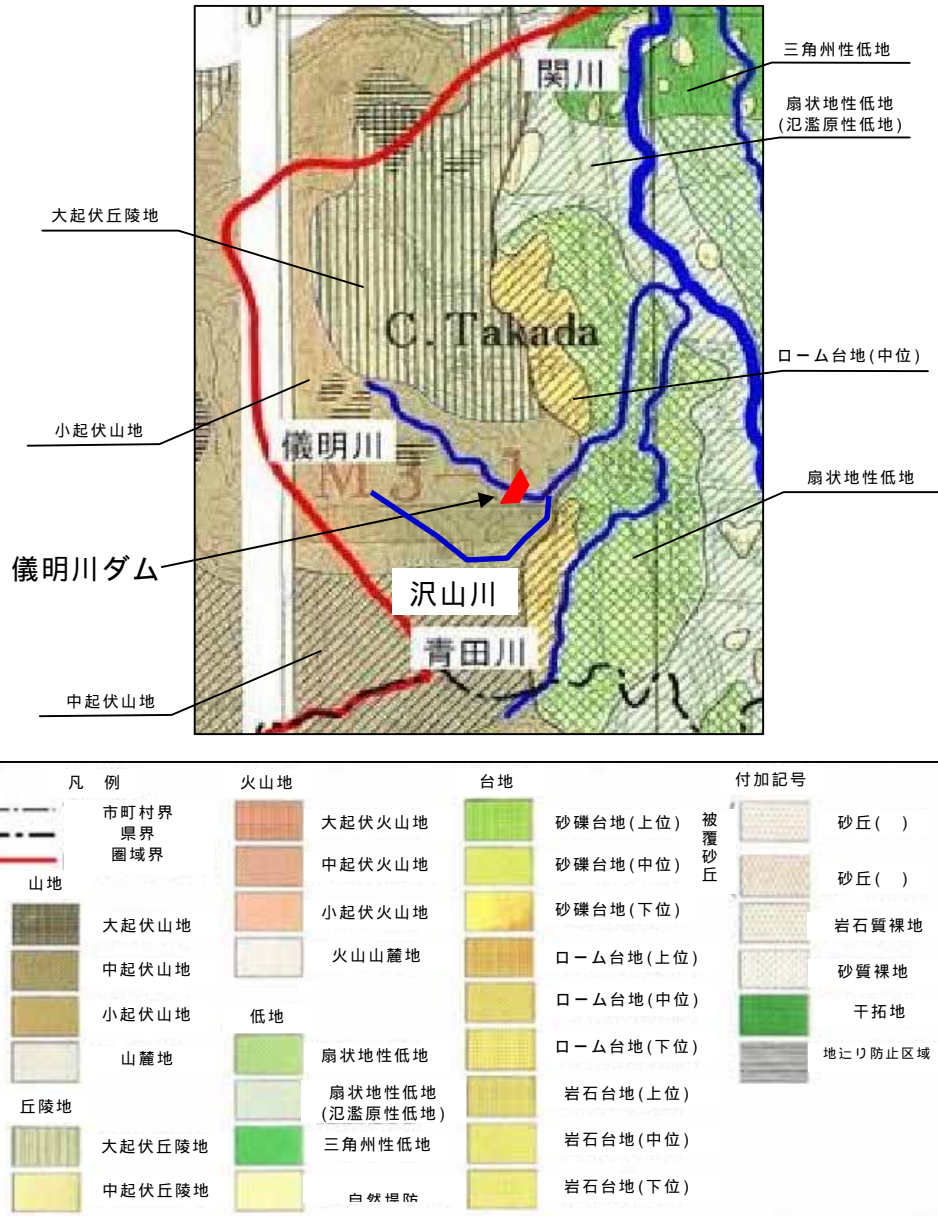 0°
関川
三角州性低地
扇状地性低地
(氾濫原性低地)
大起伏丘陵地
C. Takada
ローム台地(中位)
小起伏山地
儀明川
M3-1
扇状地性低地
儀明川ダム
沢山川
青田川
中起伏山地
凡 例
市町村界
県界
圏域界
山地
大起伏山地
中起伏山地
小起伏山地
山麓地
丘陵地
大起伏丘陵地
中起伏丘陵地
火山地
大起伏火山地
中起伏火山地
小起伏火山地
火山山麓地
低地
扇状地性低地
扇状地性低地
(氾濫原性低地)
三角州性低地
自然堤防
台地
砂礫台地(上位)
砂礫台地(中位)
砂礫台地(下位)
ローム台地(上位)
ローム台地(中位)
ローム台地(下位)
岩石台地(上位)
岩石台地(中位)
岩石台地(下位)
付加記号
被覆砂丘
砂丘( )
砂丘( )
岩石質裸地
砂質裸地
干拓地
地辷り防止区域